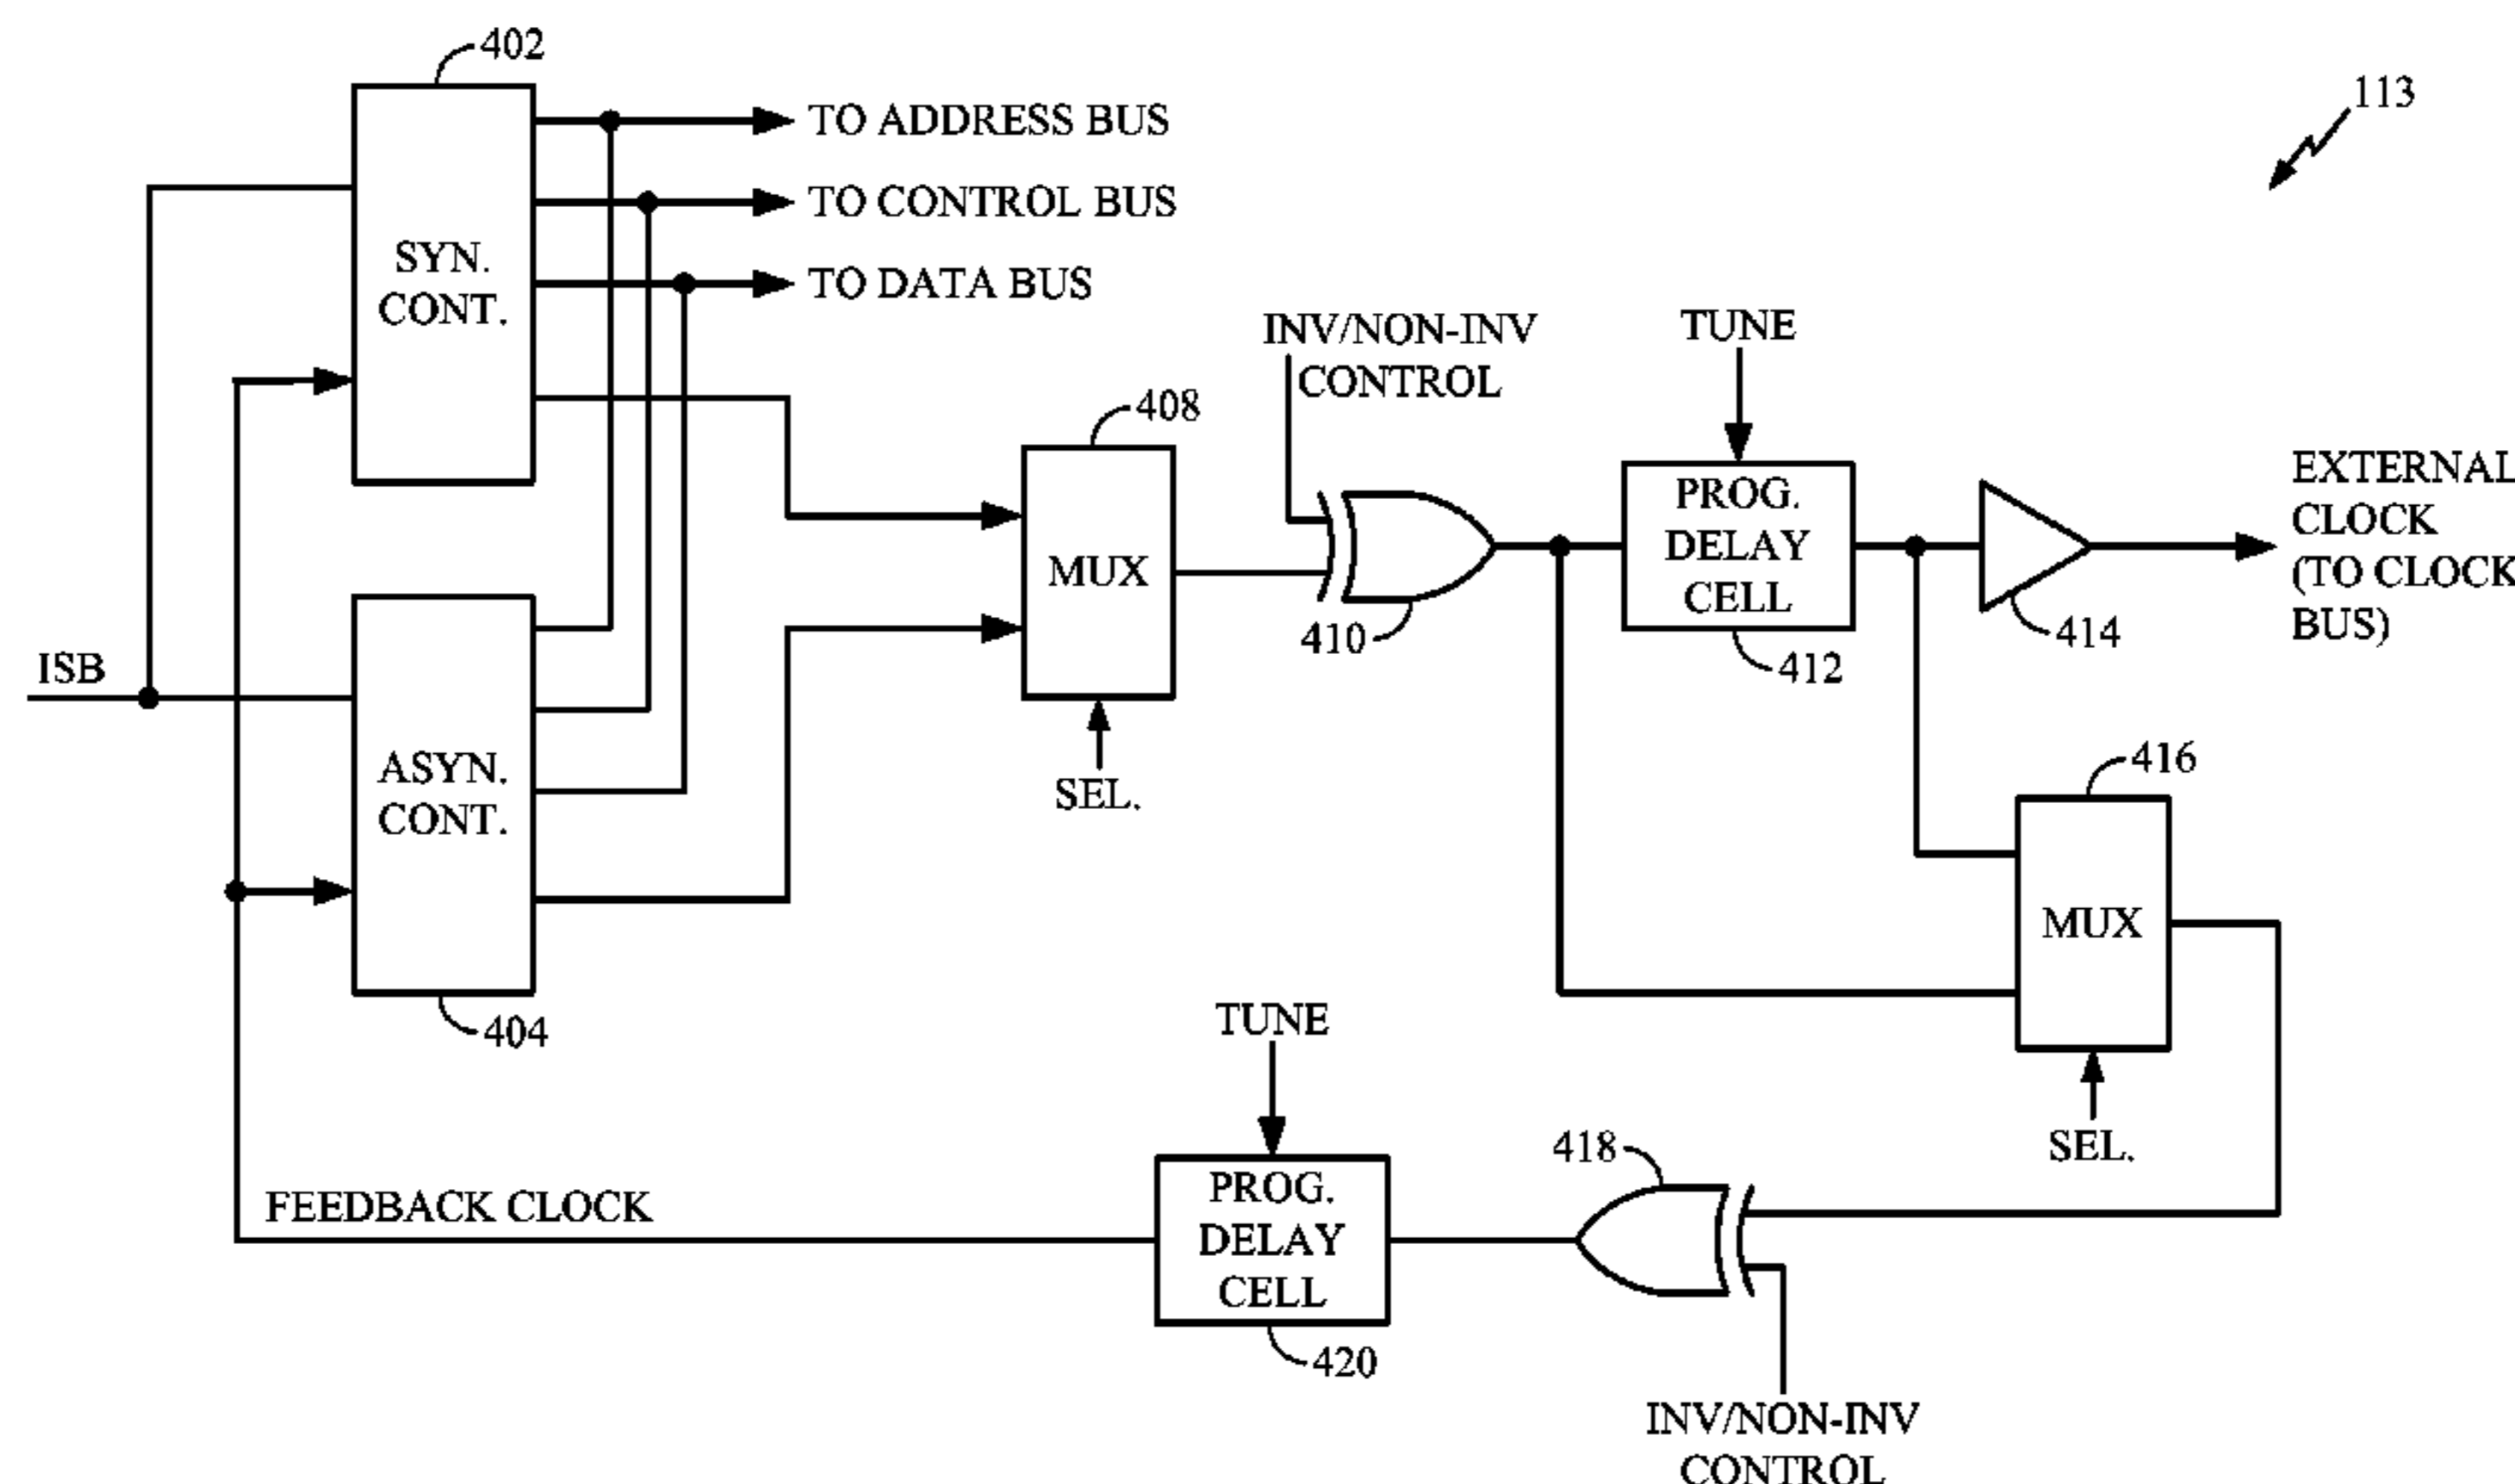 402
113
TO ADDRESS BUS
TO CONTROL BUS
TO DATA BUS
SYN.
CONT.
INV/NON-INV
CONTROL
TUNE
408
MUX
SEL.
410
PROG.
DELAY
CELL
412
414
EXTERNAL
CLOCK
(TO CLOCK
BUS)
ISB
ASYN.
CONT.
404
416
MUX
SEL.
TUNE
418
PROG.
DELAY
CELL
420
FEEDBACK CLOCK
INV/NON-INV
CONTROL